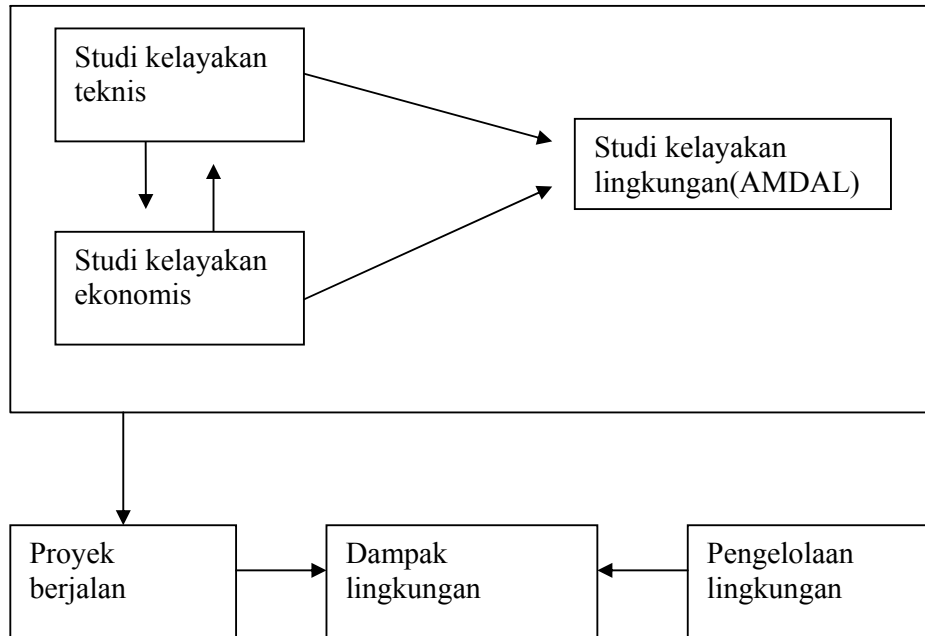 Studi kelayakan
teknis
Studi kelayakan
lingkungan(AMDAL)
Studi kelayakan
ekonomis
Proyek
berjalan
Dampak
lingkungan
Pengelolaan
lingkungan